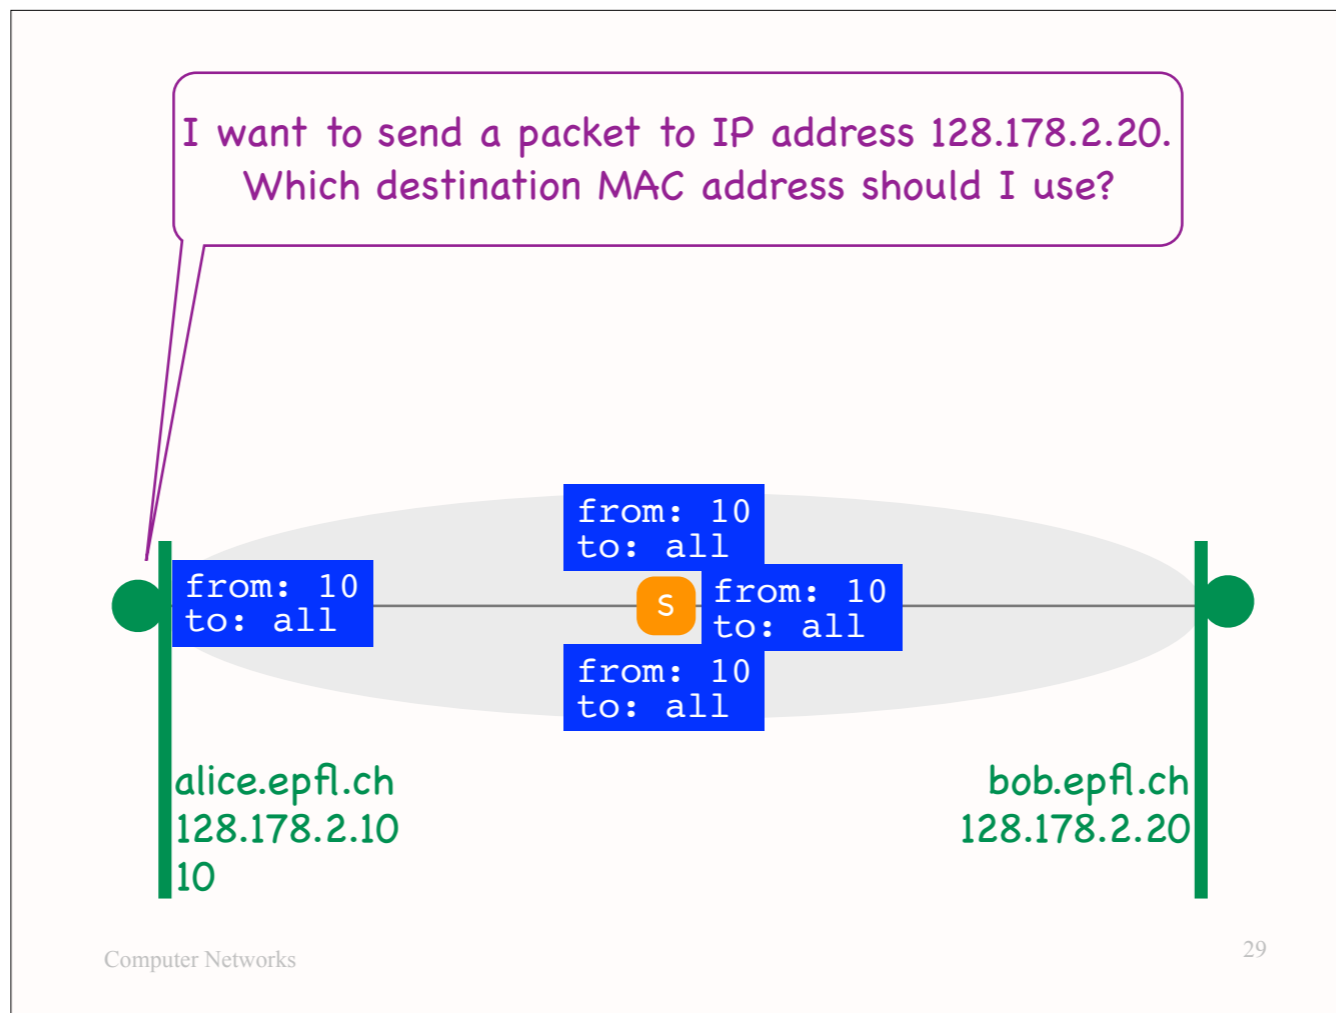 I want to send a packet to IP address 128.178.2.20.
Which destination MAC address should I use?
from: 10
to: all
from: 10
to: all
S
from: 10
to: all
from: 10
to: all
alice.epfl.ch
128.178.2.10
10
bob.epfl.ch
128.178.2.20
Computer Networks
29